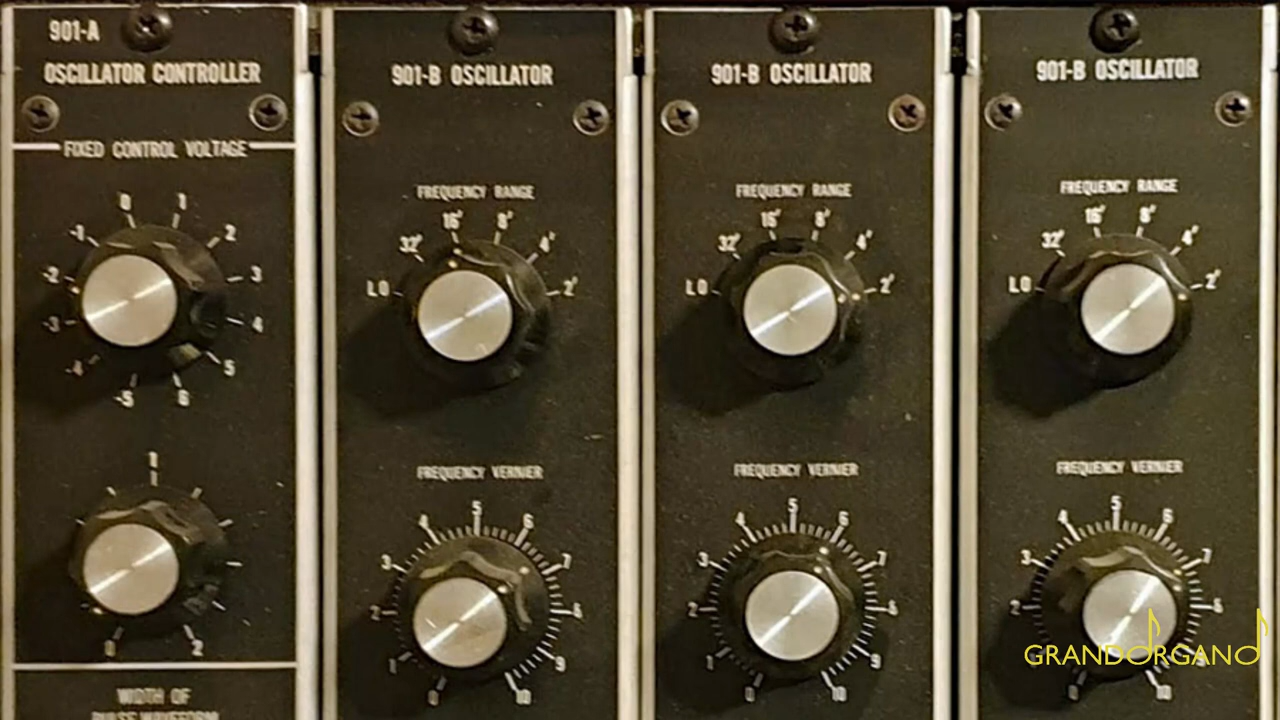 901-A
OSCILLATOR CONTROLLER
FIXED CONTROL VOLTAGE
0 1
-1 2
-2 3
-3 4
-4 5
-5 6
1
0 2
WIDTH OF
PULSE WAVEFORM
901-B OSCILLATOR
FREQUENCY RANGE
16' 8'
32' 4'
LO 2'
FREQUENCY VERNIER
5
4 6
3 7
2 8
1 9
0 10
901-B OSCILLATOR
FREQUENCY RANGE
16' 8'
32' 4'
LO 2'
FREQUENCY VERNIER
5
4 6
3 7
2 8
1 9
0 10
901-B OSCILLATOR
FREQUENCY RANGE
16' 8'
32' 4'
LO 2'
FREQUENCY VERNIER
5
4 6
3 7
2 8
0 10
GRANDORGANO